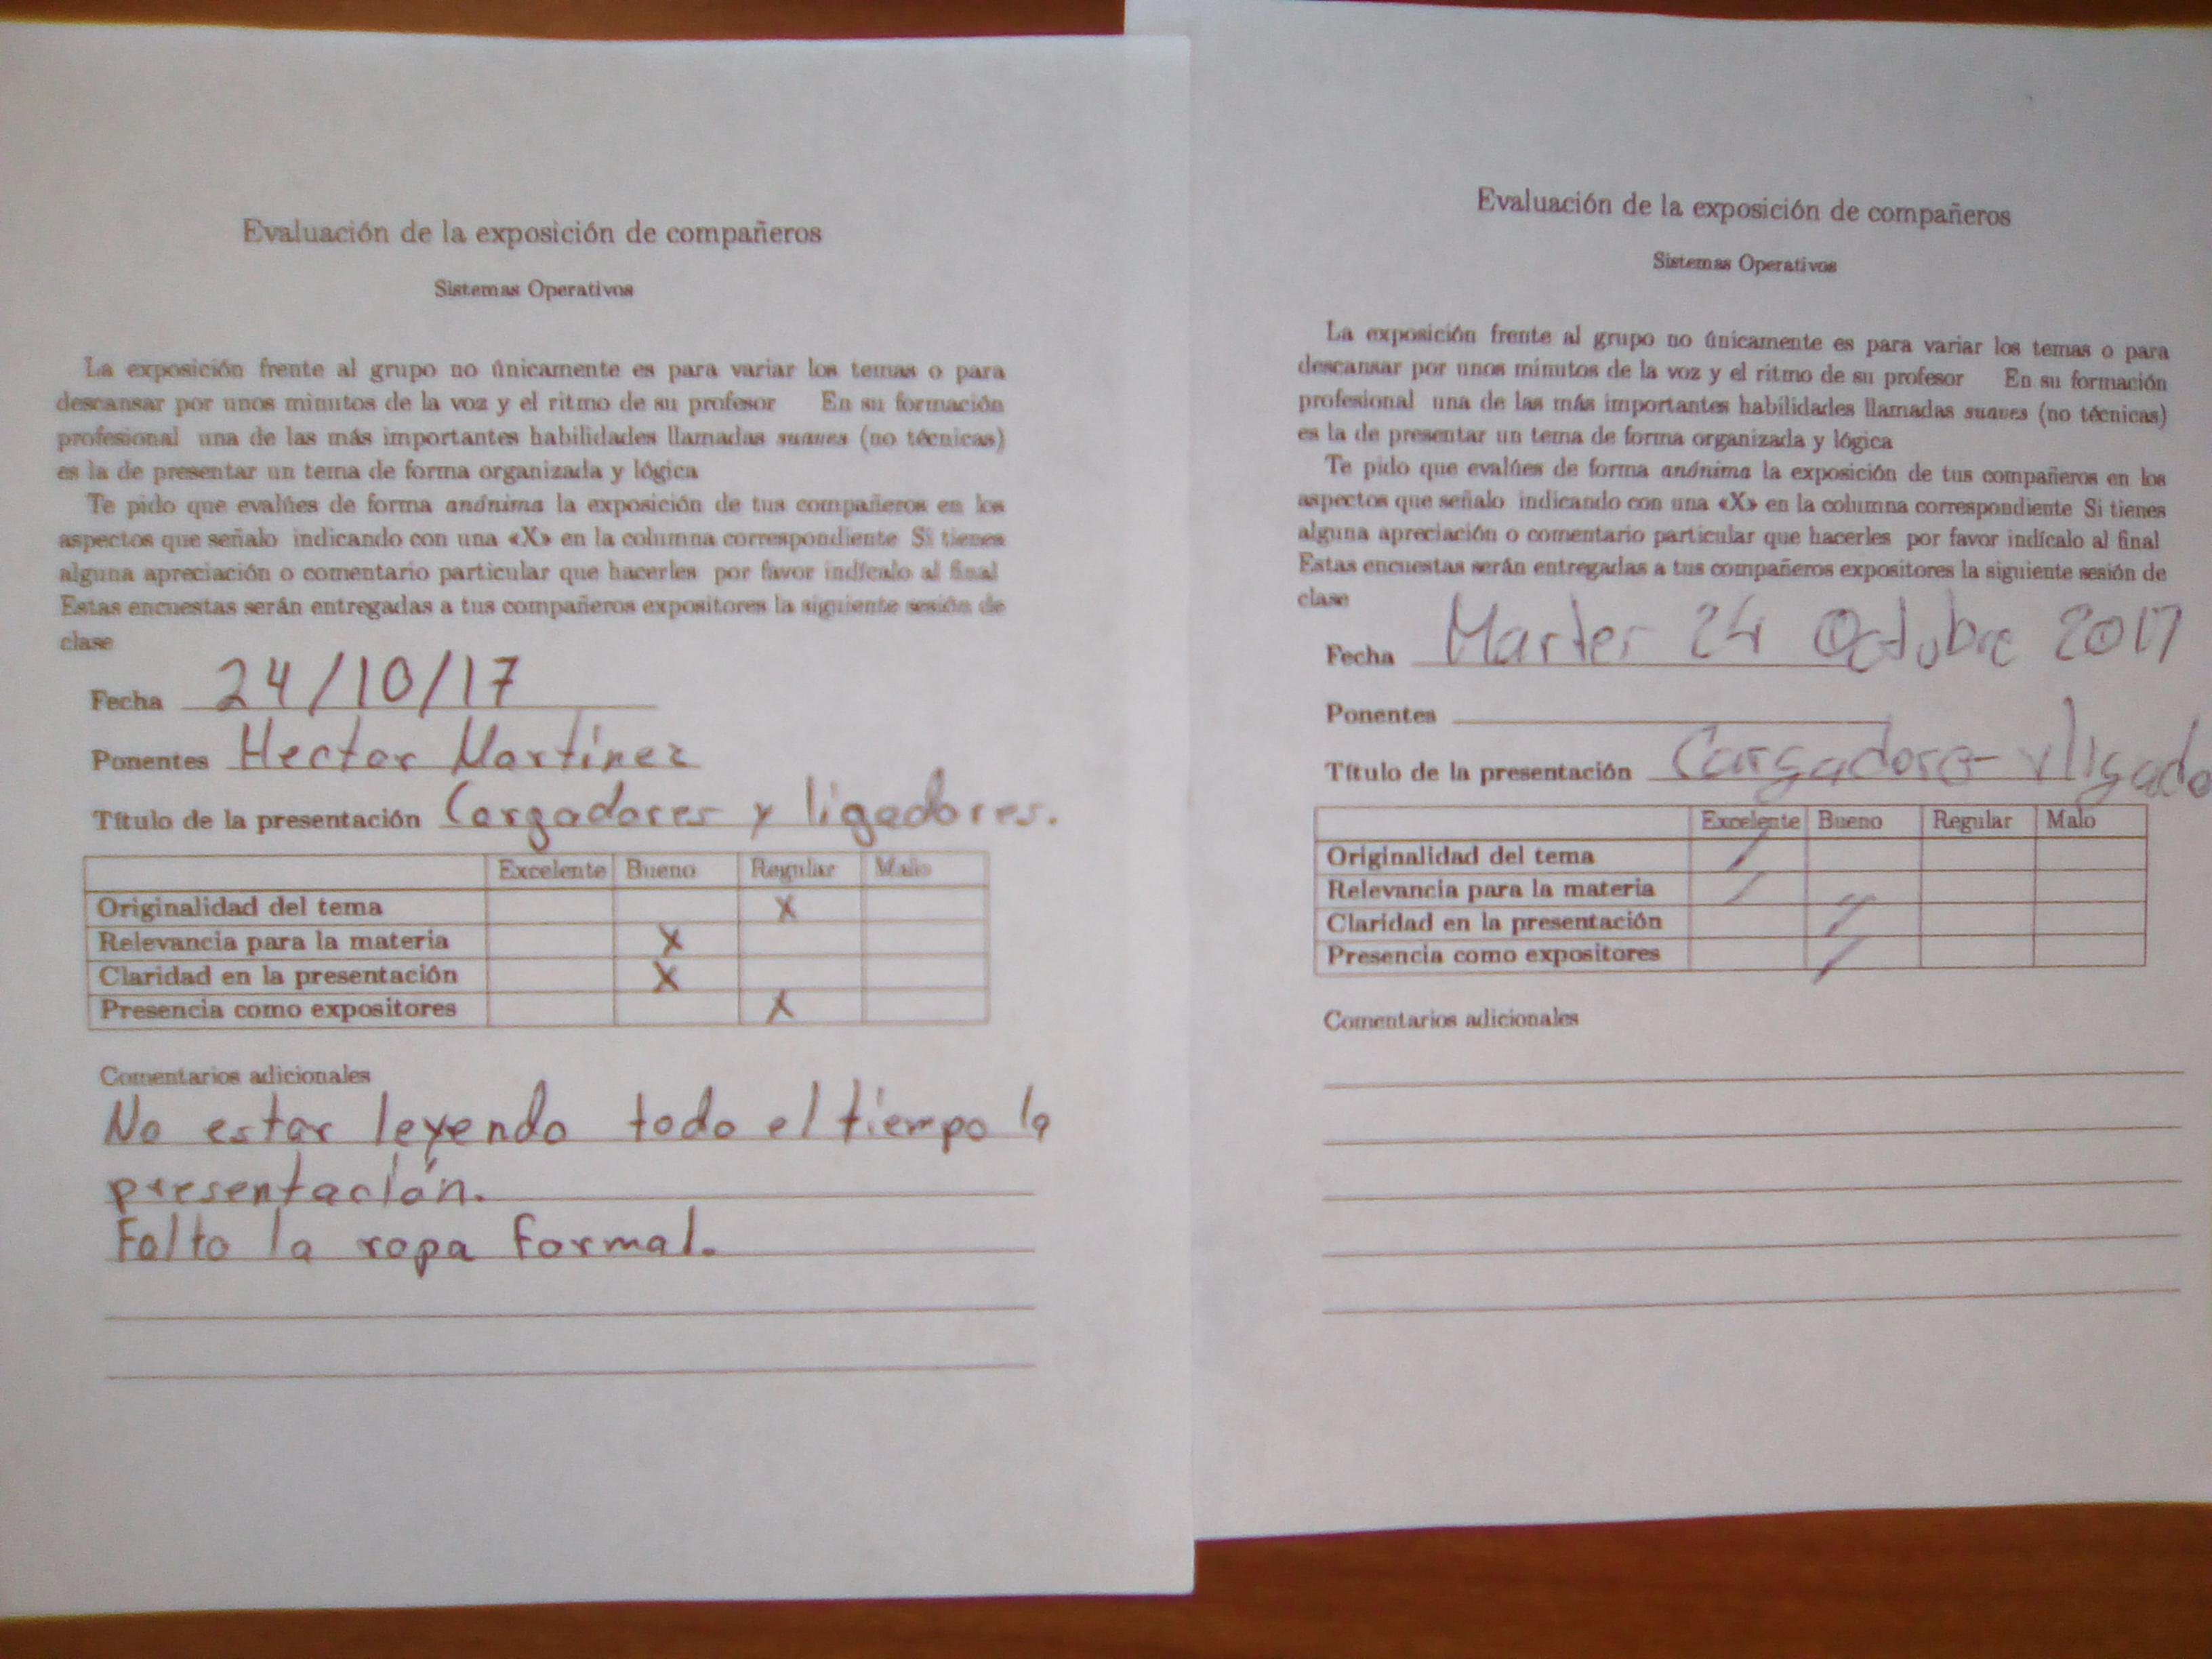 Evaluación de la exposición de compañeros
Sistemas Operativos
La exposición frente al grupo no únicamente es para variar los temas o para
descansar por unos minutos de la voz y el ritmo de su profesor En su formación
profesional una de las más importantes habilidades llamadas suaves (no técnicas)
es la de presentar un tema de forma organizada y lógica
Te pido que evalúes de forma anónima la exposición de tus compañeros en los
aspectos que señalo indicando con una «X» en la columna correspondiente Si tienes
alguna apreciación o comentario particular que hacerles por favor indícalo al final
Estas encuestas serán entregadas a tus compañeros expositores la siguiente sesión de
clase
Fecha 24/10/17
Ponentes Hector Martínez
Título de la presentación Cargadores y ligadores.
Excelente Bueno Regular Malo
Originalidad del tema X
Relevancia para la materia X
Claridad en la presentación X
Presencia como expositores X
Comentarios adicionales
No estar leyendo todo el tiempo la
presentación.
Falto la ropa formal.
Evaluación de la exposición de compañeros
Sistemas Operativos
La exposición frente al grupo no únicamente es para variar los temas o para
descansar por unos minutos de la voz y el ritmo de su profesor En su formación
profesional una de las más importantes habilidades llamadas suaves (no técnicas)
es la de presentar un tema de forma organizada y lógica
Te pido que evalúes de forma anónima la exposición de tus compañeros en los
aspectos que señalo indicando con una «X» en la columna correspondiente Si tienes
alguna apreciación o comentario particular que hacerles por favor indícalo al final
Estas encuestas serán entregadas a tus compañeros expositores la siguiente sesión de
clase
Fecha Martes 24 Octubre 2017
Ponentes
Título de la presentación Cargadores y ligado
Excelente Bueno Regular Malo
Originalidad del tema
Relevancia para la materia
Claridad en la presentación
Presencia como expositores
Comentarios adicionales